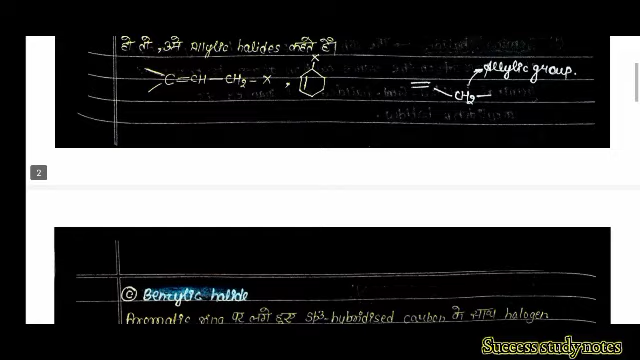 हो तो, उसे Allylic halides कहते हैं।
C=CH-CH₂-X, X
Allylic group.
CH₂
2
Ⓒ Benzylic halide
Aromatic ring पर लगे हुए sp³-hybridised carbon के साथ halogen
Success study notes